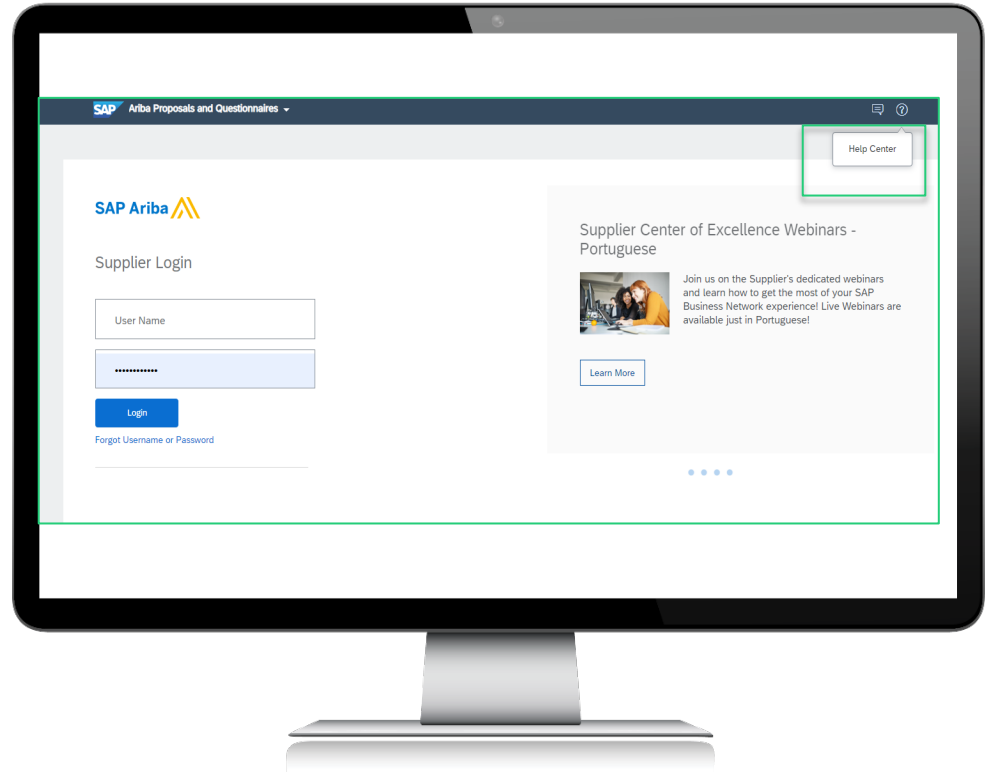 SAP Ariba Proposals and Questionnaires
Help Center
SAP Ariba
Supplier Login
User Name
••••••••••••
Login
Forgot Username or Password
Supplier Center of Excellence Webinars -
Portuguese
Join us on the Supplier's dedicated webinars
and learn how to get the most of your SAP
Business Network experience! Live Webinars are
available just in Portuguese!
Learn More